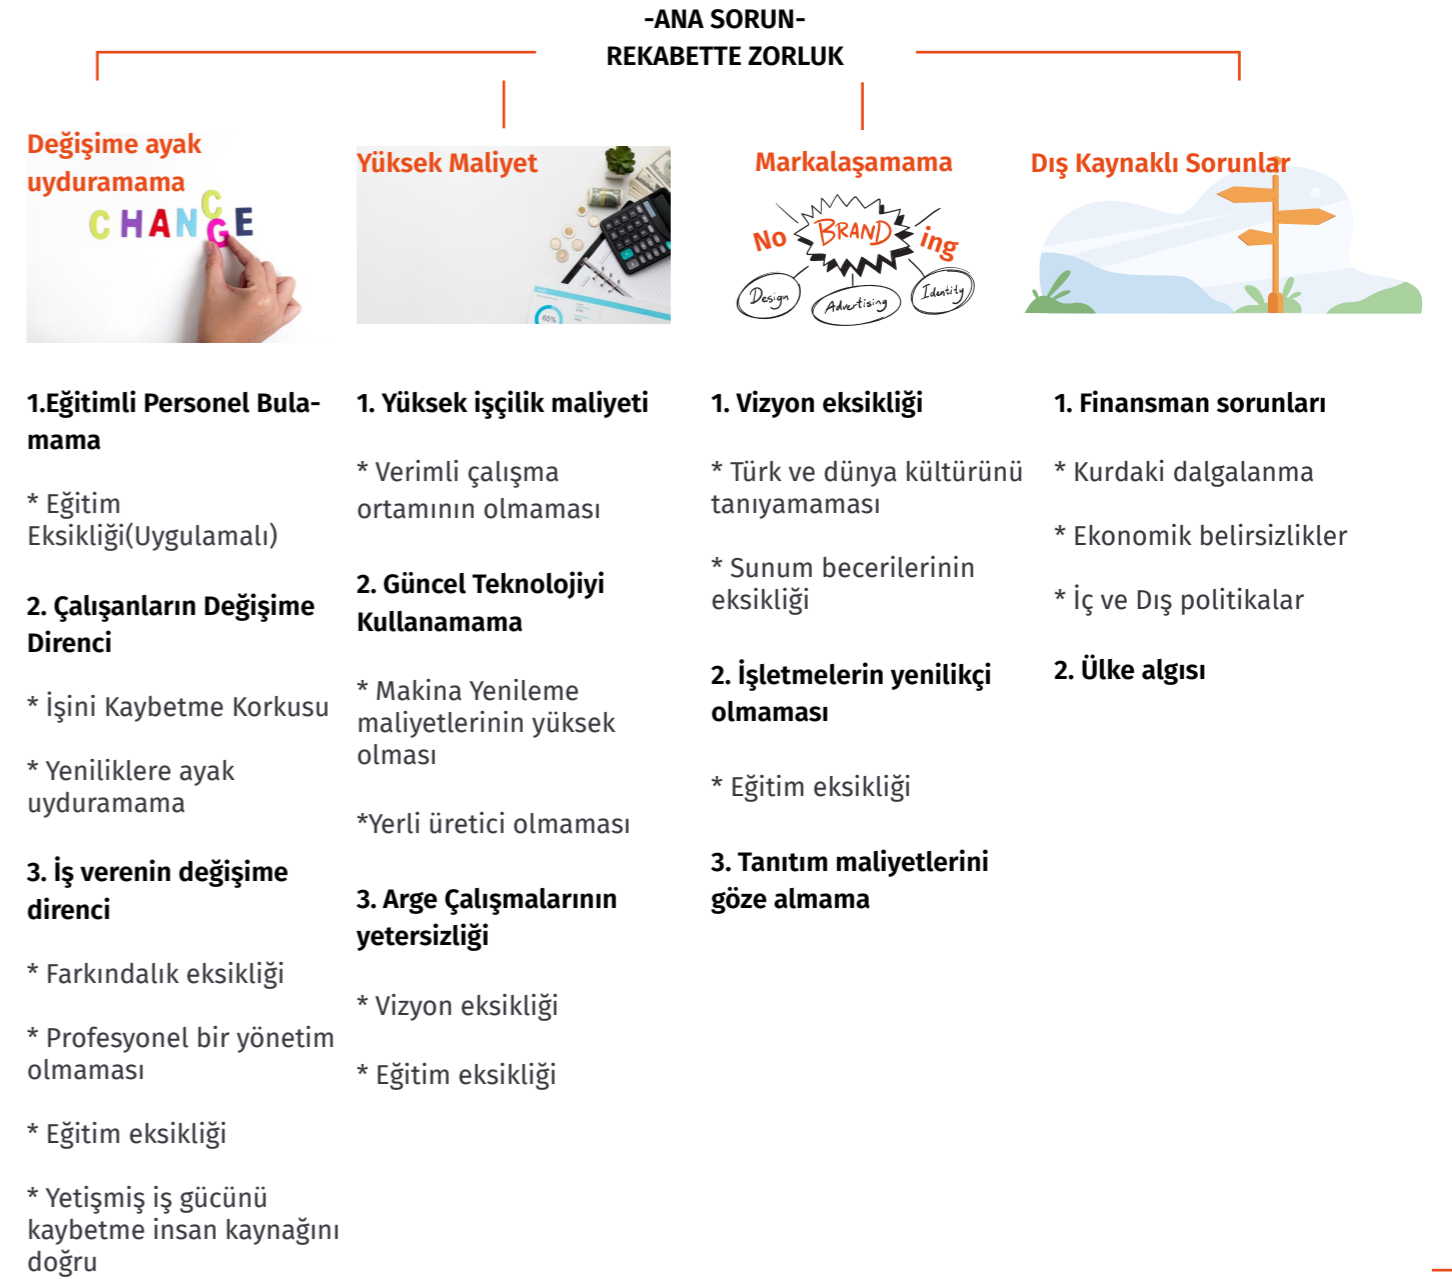 -ANA SORUN-
REKABETTE ZORLUK
Değişime ayak
uyduramama
CHANCGE
1.Eğitimli Personel Bula-
mama
* Eğitim
Eksikliği(Uygulamalı)
2. Çalışanların Değişime
Direnci
* İşini Kaybetme Korkusu
* Yeniliklere ayak
uyduramama
3. İş verenin değişime
direnci
* Farkındalık eksikliği
* Profesyonel bir yönetim
olmaması
* Eğitim eksikliği
* Yetişmiş iş gücünü
kaybetme insan kaynağını
doğru
Yüksek Maliyet
65%
1. Yüksek işçilik maliyeti
* Verimli çalışma
ortamının olmaması
2. Güncel Teknolojiyi
Kullanamama
* Makina Yenileme
maliyetlerinin yüksek
olması
*Yerli üretici olmaması
3. Arge Çalışmalarının
yetersizliği
* Vizyon eksikliği
* Eğitim eksikliği
Markalaşamama
No BRAND ing
Design
Advertising
Identity
1. Vizyon eksikliği
* Türk ve dünya kültürünü
tanıyamaması
* Sunum becerilerinin
eksikliği
2. İşletmelerin yenilikçi
olmaması
* Eğitim eksikliği
3. Tanıtım maliyetlerini
göze almama
Dış Kaynaklı Sorunlar
1. Finansman sorunları
* Kurdaki dalgalanma
* Ekonomik belirsizlikler
* İç ve Dış politikalar
2. Ülke algısı